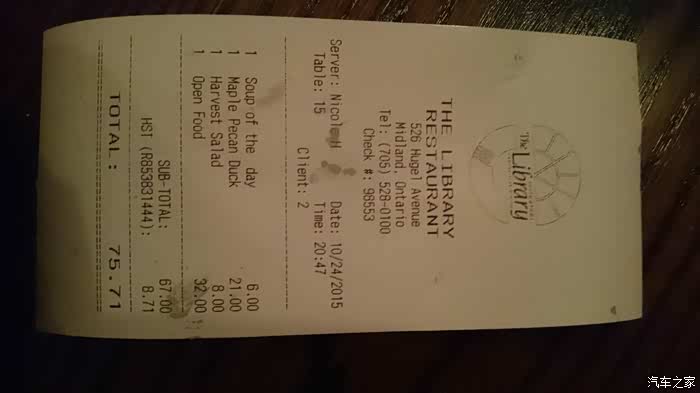 The
Library
THE LIBRARY
RESTAURANT
526 Hugel Avenue
Midland, Ontario
Tel: (705) 528-0100
Check #: 98553
Server: Nicole H Date: 10/24/2015
Table: 15 Time: 20:47
Client: 2
1 Soup of the day 6.00
1 Maple Pecan Duck 21.00
1 Harvest Salad 8.00
1 Open Food 32.00
SUB-TOTAL: 67.00
HST (R853831444): 8.71
TOTAL: 75.71
汽车之家